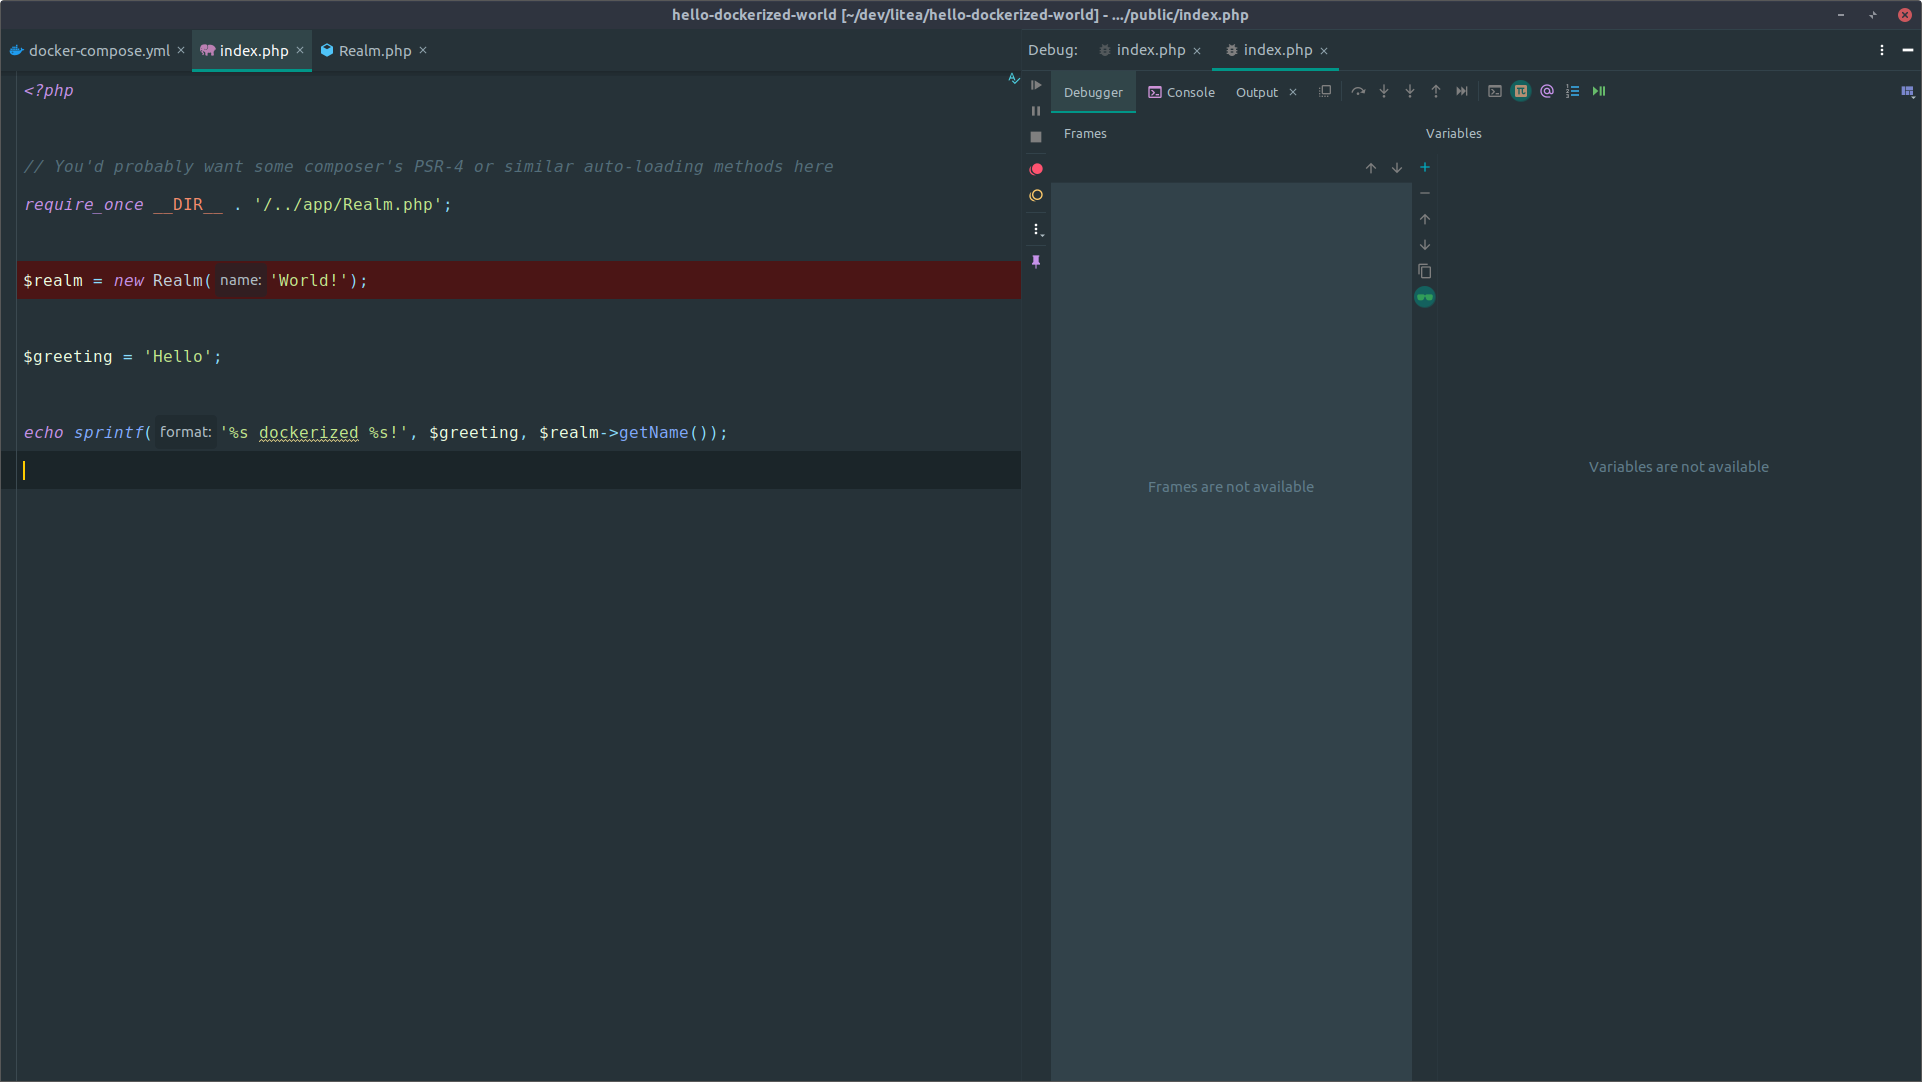 hello-dockerized-world [~/dev/litea/hello-dockerized-world] - .../public/index.php
docker-compose.yml index.php Realm.php
<?php
// You'd probably want some composer's PSR-4 or similar auto-loading methods here
require_once __DIR__ . '/../app/Realm.php';
$realm = new Realm( name: 'World!');
$greeting = 'Hello';
echo sprintf( format: '%s dockerized %s!', $greeting, $realm->getName());
Debug: index.php index.php
Debugger Console Output
Frames Variables
Frames are not available
Variables are not available